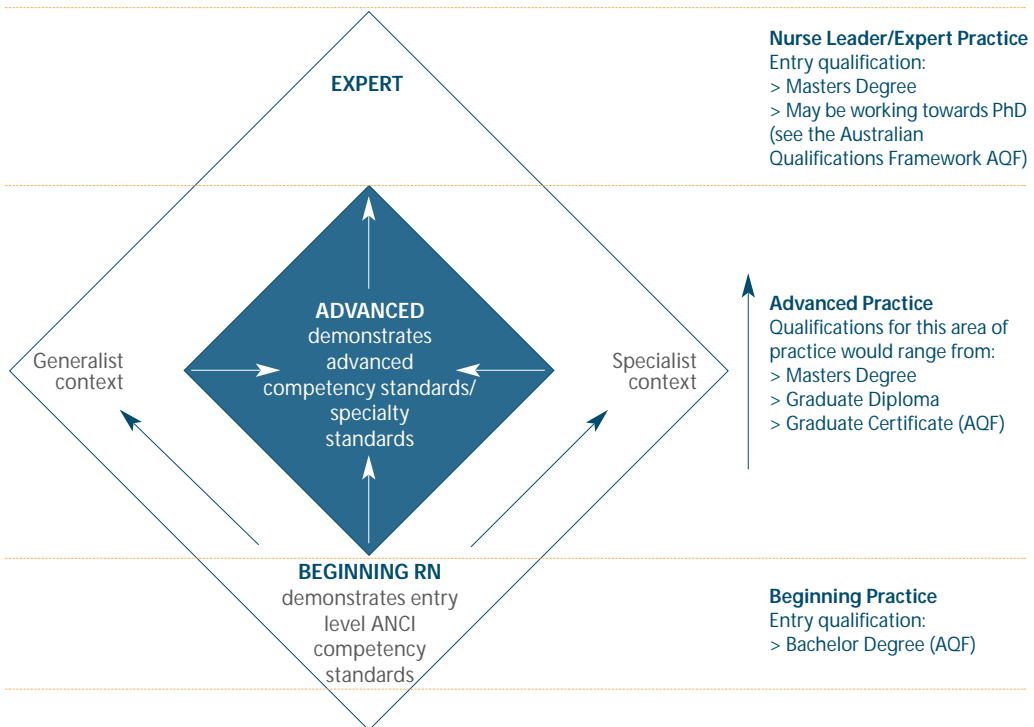 EXPERT
Nurse Leader/Expert Practice
Entry qualification:
> Masters Degree
> May be working towards PhD
(see the Australian
Qualifications Framework AQF)
Generalist
context
ADVANCED
demonstrates
advanced
competency standards/
specialty
standards
Specialist
context
Advanced Practice
Qualifications for this area of
practice would range from:
> Masters Degree
> Graduate Diploma
> Graduate Certificate (AQF)
BEGINNING RN
demonstrates entry
level ANCI
competency
standards
Beginning Practice
Entry qualification:
> Bachelor Degree (AQF)